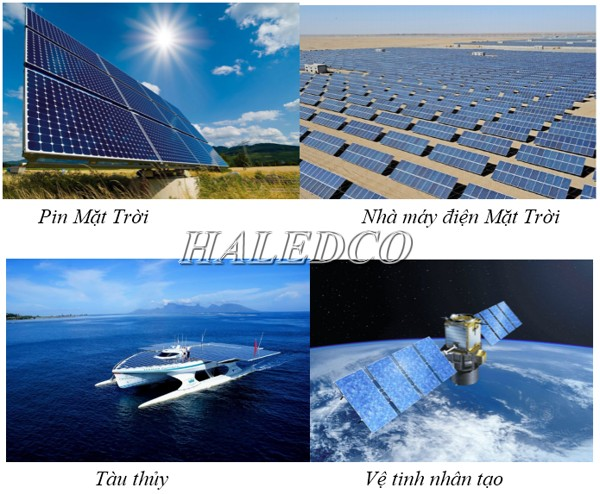 Pin Mặt Trời
Nhà máy điện Mặt Trời
HALEDCO
Tàu thủy
Vệ tinh nhân tạo